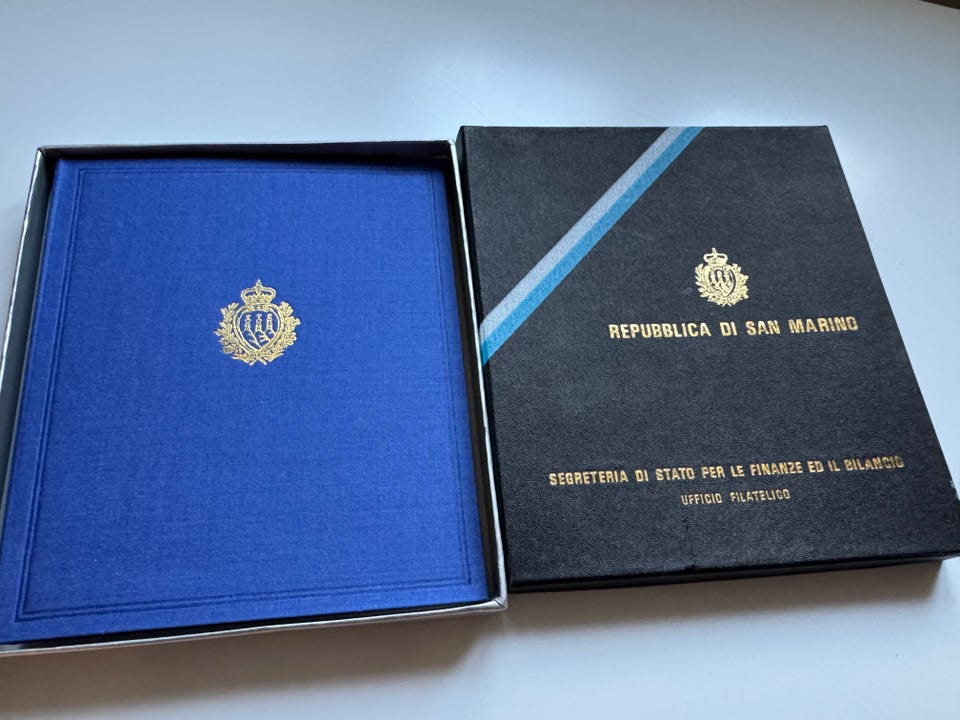 REPUBBLICA DI SAN MARINO
SEGRETERIA DI STATO PER LE FINANZE ED IL BILANCIO
UFFICIO FILATELICO